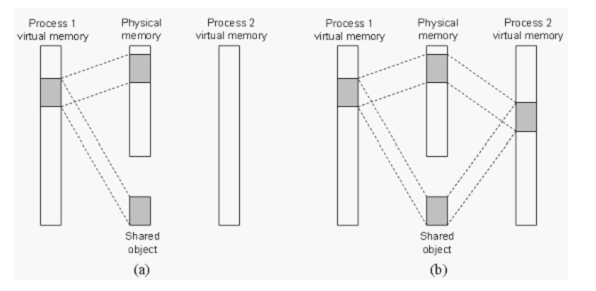 Process 1
virtual memory
Physical
memory
Process 2
virtual memory
Shared
object
(a)
Process 1
virtual memory
Physical
memory
Process 2
virtual memory
Shared
object
(b)